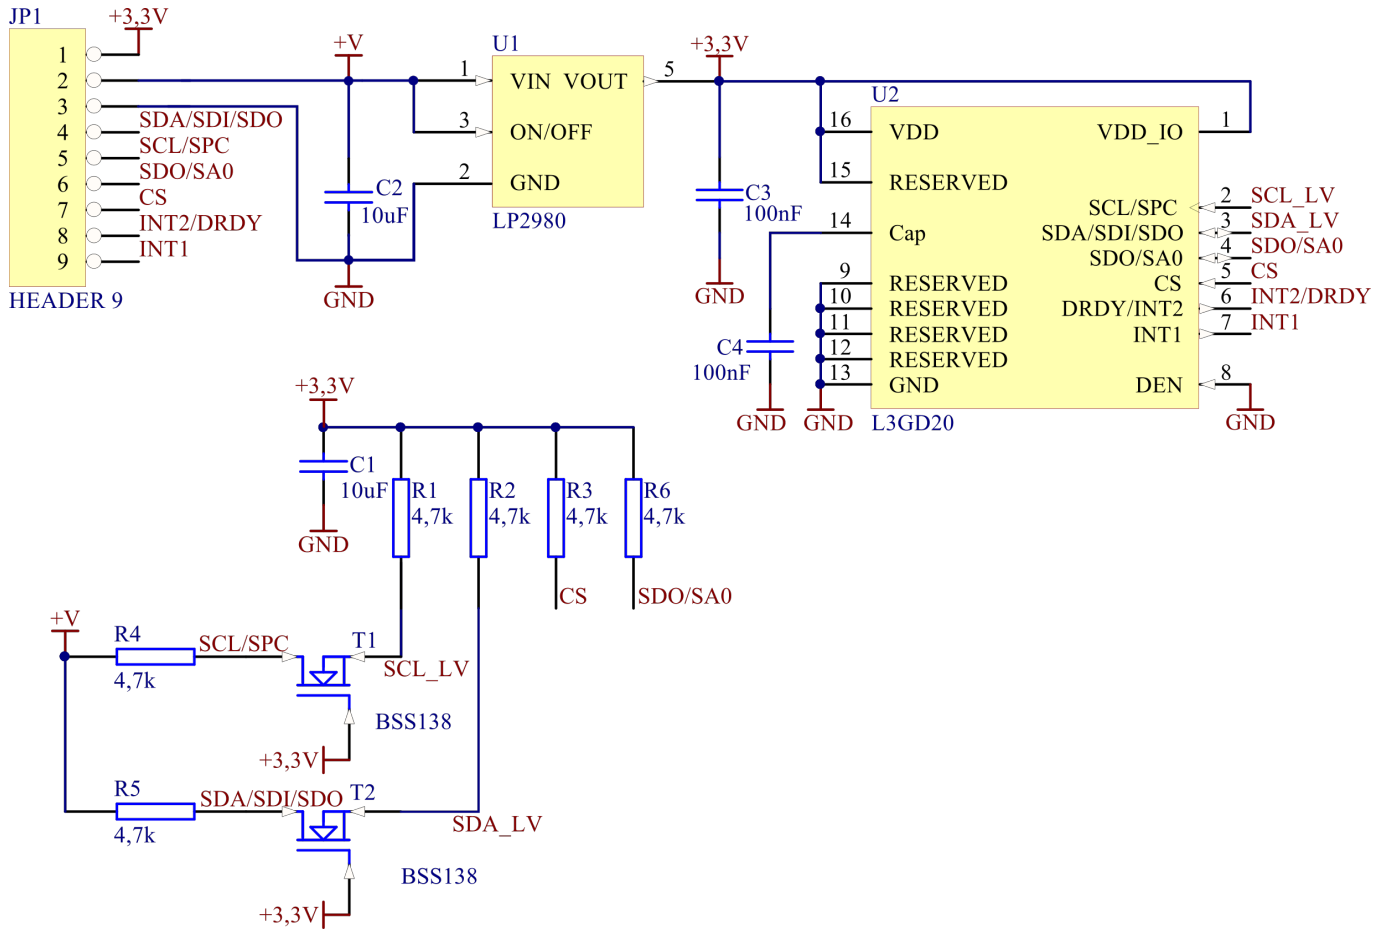 JP1
+3,3V
1
2
3
4
5
6
7
8
9
SDA/SDI/SDO
SCL/SPC
SDO/SA0
CS
INT2/DRDY
INT1
HEADER 9
+V
C2
10uF
GND
U1
1
3
2
VIN VOUT
ON/OFF
GND
5
LP2980
+3,3V
C3
100nF
GND
C4
100nF
GND
GND
U2
16
15
14
9
10
11
12
13
VDD
RESERVED
Cap
RESERVED
RESERVED
RESERVED
RESERVED
GND
VDD_IO
SCL/SPC
SDA/SDI/SDO
SDO/SA0
CS
DRDY/INT2
INT1
DEN
1
2
3
4
5
6
7
8
SCL_LV
SDA_LV
SDO/SA0
CS
INT2/DRDY
INT1
GND
L3GD20
+3,3V
C1
10uF
GND
R1
4,7k
R2
4,7k
R3
4,7k
R6
4,7k
CS
SDO/SA0
+V
R4
4,7k
SCL/SPC
T1
SCL_LV
BSS138
+3,3V
R5
4,7k
SDA/SDI/SDO
T2
SDA_LV
BSS138
+3,3V